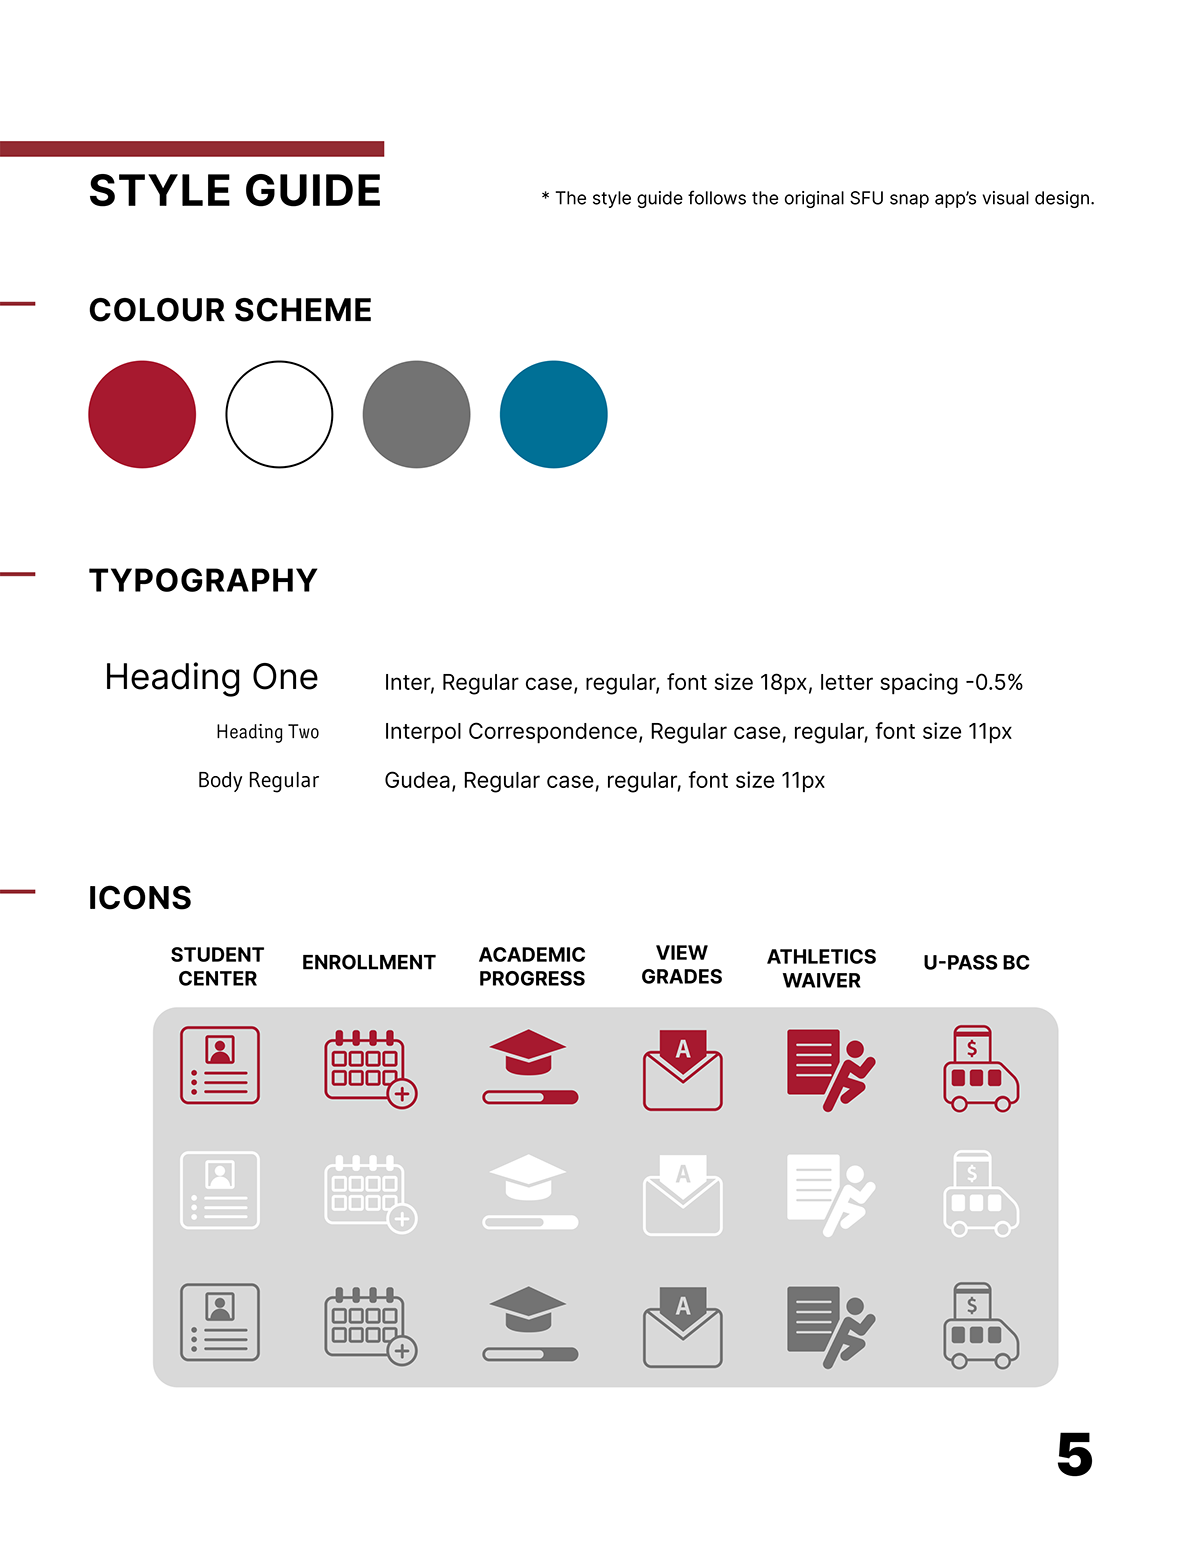 STYLE GUIDE
* The style guide follows the original SFU snap app's visual design.
COLOUR SCHEME
TYPOGRAPHY
Heading One
Inter, Regular case, regular, font size 18px, letter spacing -0.5%
Heading Two
Interpol Correspondence, Regular case, regular, font size 11px
Body Regular
Gudea, Regular case, regular, font size 11px
ICONS
STUDENT
CENTER
ENROLLMENT
ACADEMIC
PROGRESS
VIEW
GRADES
ATHLETICS
WAIVER
U-PASS BC
A
$
A
$
A
$
5